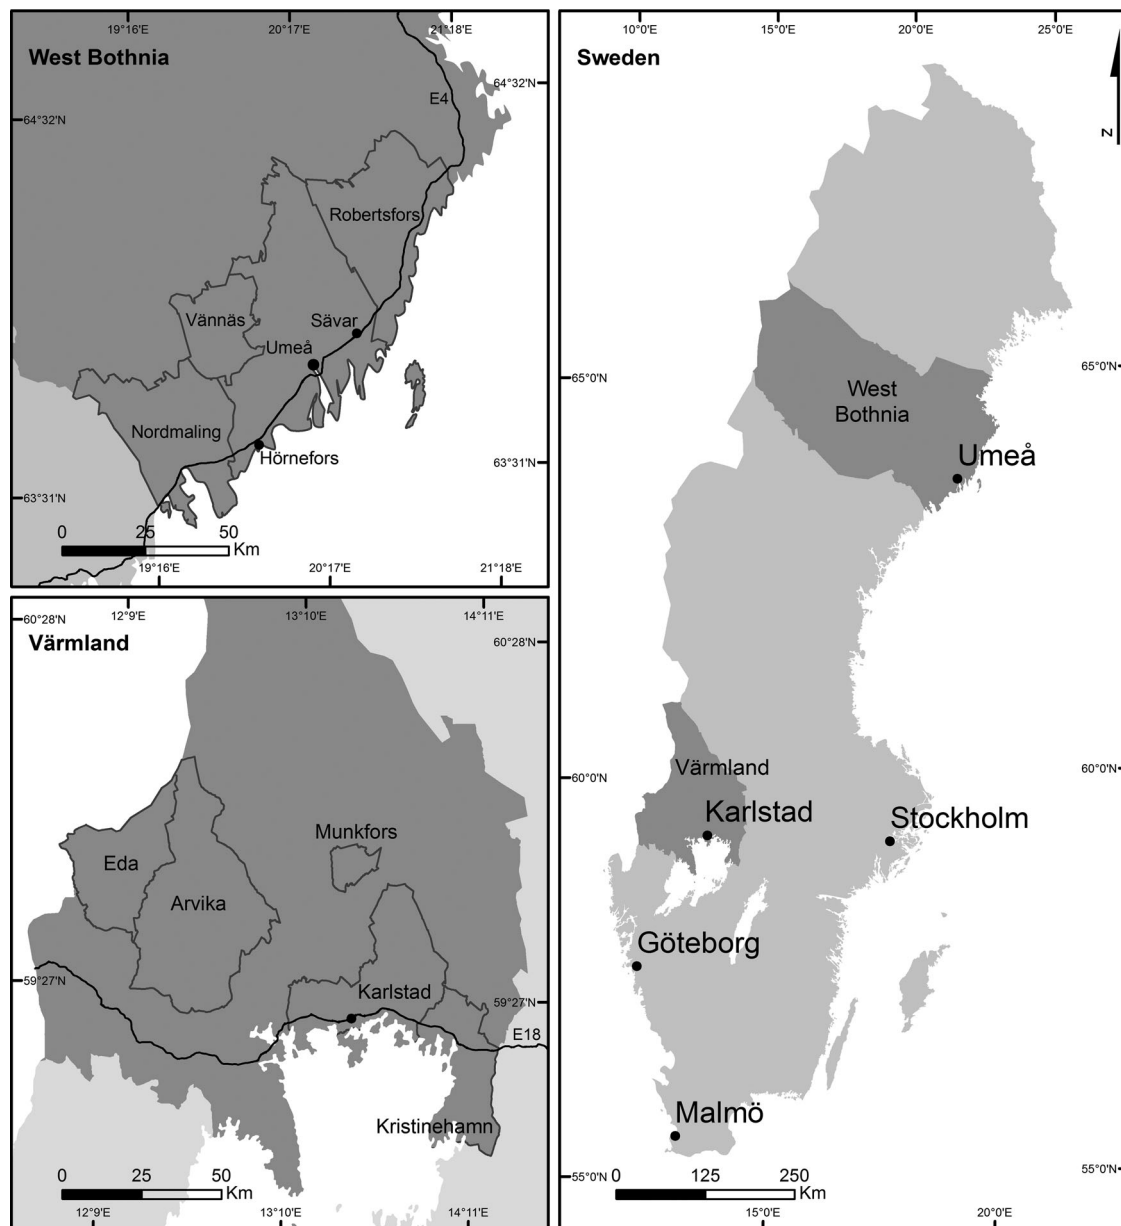 19°16'E
20°17'E
21°18'E
West Bothnia
64°32'N
64°32'N
E4
Robertsfors
Vännäs
Sävar
Umeå
Nordmaling
Hörnefors
63°31'N
63°31'N
0 25 50
Km
19°16'E
20°17'E
21°18'E
12°9'E
13°10'E
14°11'E
60°28'N
60°28'N
Värmland
Munkfors
Eda
Arvika
59°27'N
59°27'N
Karlstad
E18
Kristinehamn
0 25 50
Km
12°9'E
13°10'E
14°11'E
10°0'E
15°0'E
20°0'E
25°0'E
Sweden
N
65°0'N
65°0'N
West
Bothnia
Umeå
60°0'N
60°0'N
Värmland
Karlstad
Stockholm
Göteborg
Malmö
55°0'N
55°0'N
0 125 250
Km
15°0'E
20°0'E